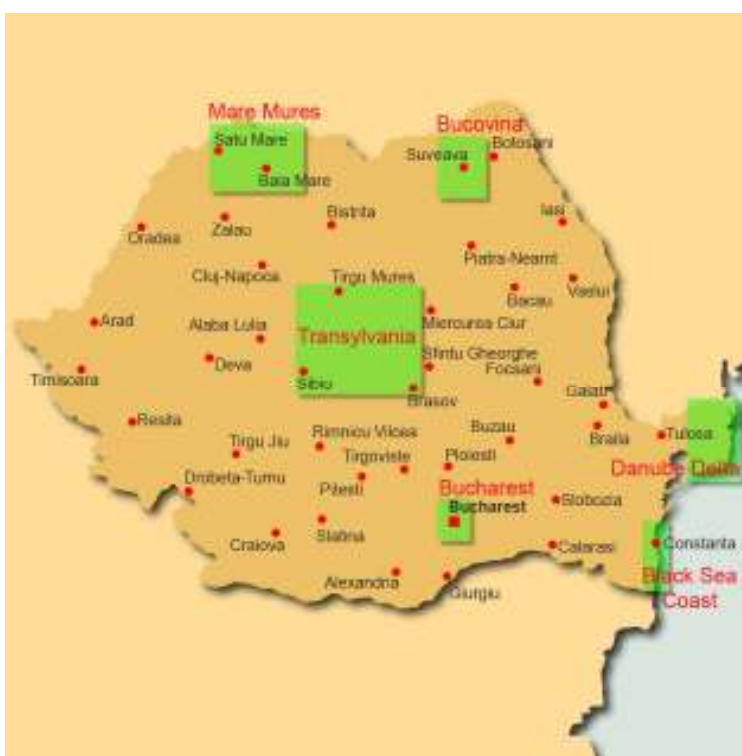 Mare Mures
Satu Mare
Baia Mare
Bucovina
Botosani
Suveava
Iasi
Bistrita
Zalau
Oradea
Piatra-Neamt
Cluj-Napoca
Tirgu Mures
Bacau
Vaslui
Arad
Alaba Lulia
Miercurea Ciur
Transylvania
Deva
Sfintu Gheorghe
Focsani
Timisoara
Sibiu
Brasov
Galati
Resita
Rimnicu Vilcea
Buzau
Braila
Tulcea
Tirgu Jiu
Tirgoviste
Ploiesti
Danube Delta
Drobeta-Turnu
Pitesti
Bucharest
Bucharest
Slobozia
Slatina
Craiova
Calarasi
Constanta
Alexandria
Giurgiu
Black Sea
Coast